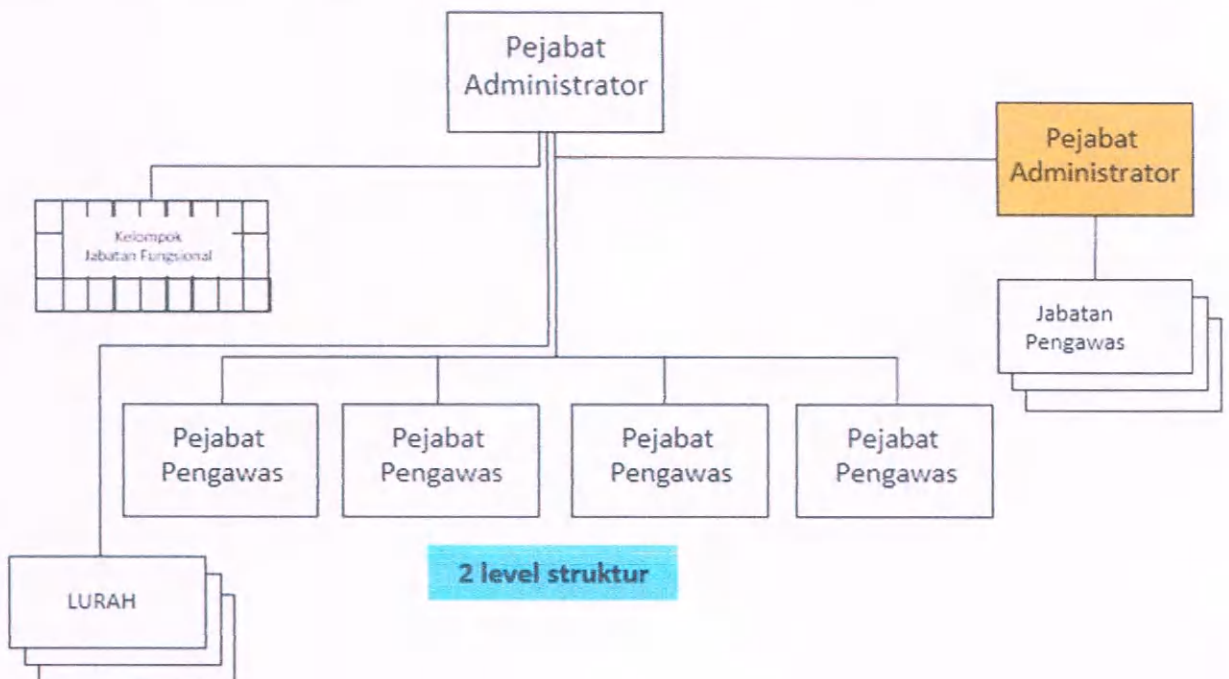 Pejabat
Administrator
Pejabat
Administrator
Kelompok
Jabatan Fungsional
Jabatan
Pengawas
Pejabat
Pengawas
Pejabat
Pengawas
Pejabat
Pengawas
Pejabat
Pengawas
2 level struktur
LURAH